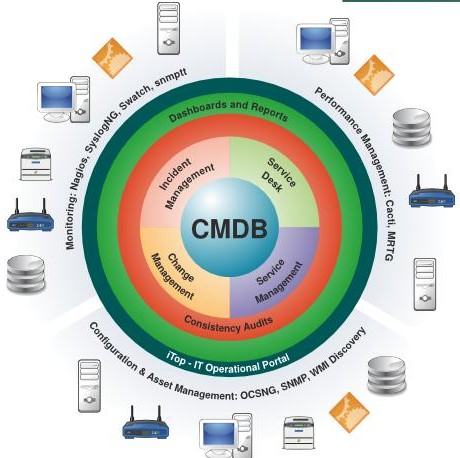 Monitoring: Nagios, SyslogNG, Swatch, snmptt
Performance Management: Cacti, MRTG
Dashboards and Reports
Incident
Management
Service
Desk
CMDB
Change
Management
Service
Management
Consistency Audits
iTop - IT Operational Portal
Configuration & Asset Management: OCSNG, SNMP, WMI Discovery